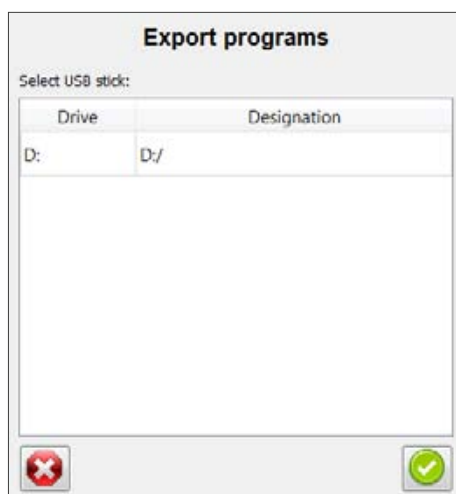 Export programs
Select USB stick:
Drive Designation
D: D:/